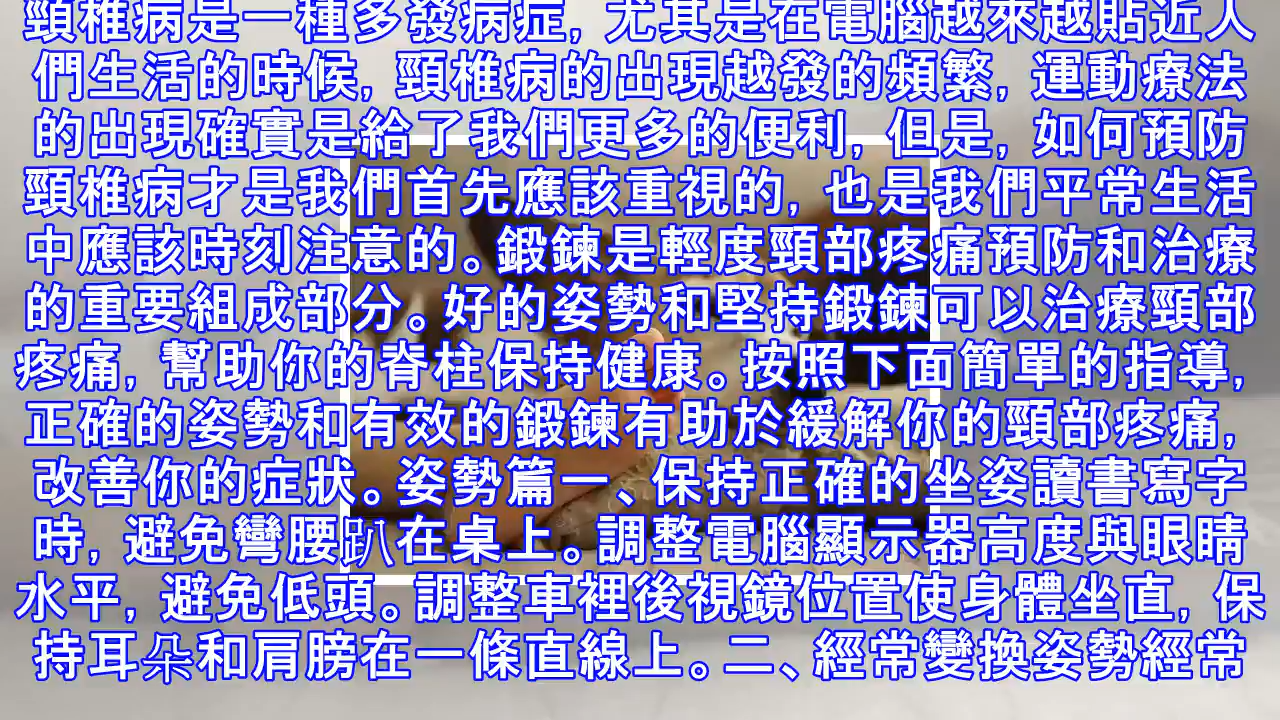 頸椎病是一種多發病症, 尤其是在電腦越來越貼近人
們生活的時候, 頸椎病的出現越發的頻繁, 運動療法
的出現確實是給了我們更多的便利, 但是, 如何預防
頸椎病才是我們首先應該重視的, 也是我們平常生活
中應該時刻注意的。鍛鍊是輕度頸部疼痛預防和治療
的重要組成部分。好的姿勢和堅持鍛鍊可以治療頸部
疼痛, 幫助你的脊柱保持健康。按照下面簡單的指導,
正確的姿勢和有效的鍛鍊有助於緩解你的頸部疼痛,
改善你的症狀。姿勢篇一、保持正確的坐姿讀書寫字
時, 避免彎腰趴在桌上。調整電腦顯示器高度與眼睛
水平, 避免低頭。調整車裡後視鏡位置使身體坐直, 保
持耳朵和肩膀在一條直線上。二、經常變換姿勢經常